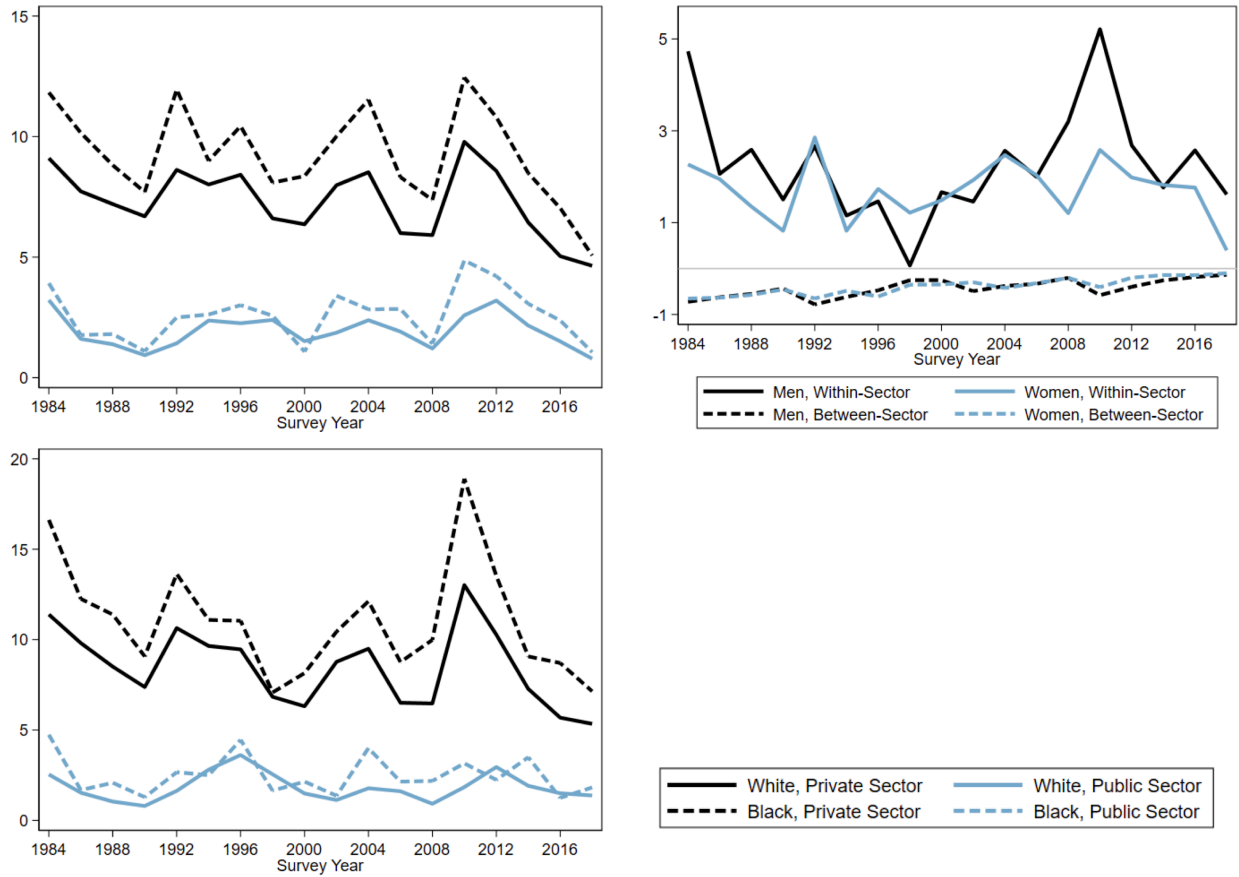 15
10
5
0
1984 1988 1992 1996 2000 2004 2008 2012 2016
Survey Year
5
3
1
-1
1984 1988 1992 1996 2000 2004 2008 2012 2016
Survey Year
Men, Within-Sector Women, Within-Sector
Men, Between-Sector Women, Between-Sector
20
15
10
5
0
1984 1988 1992 1996 2000 2004 2008 2012 2016
Survey Year
White, Private Sector White, Public Sector
Black, Private Sector Black, Public Sector